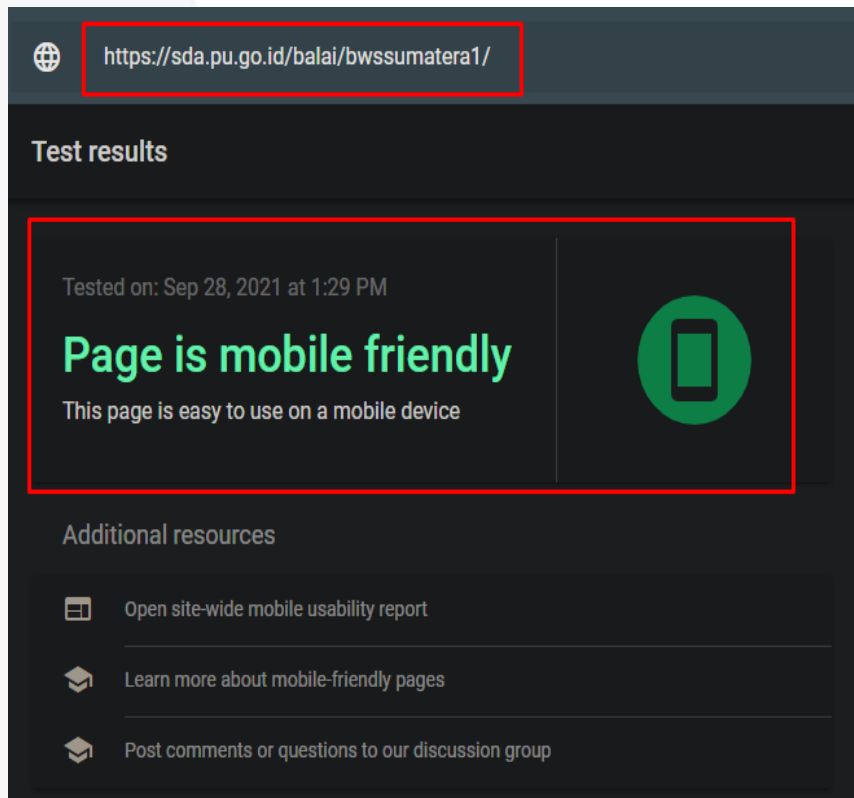 https://sda.pu.go.id/balai/bwssumatera1/
Test results
Tested on: Sep 28, 2021 at 1:29 PM
Page is mobile friendly
This page is easy to use on a mobile device
Additional resources
Open site-wide mobile usability report
Learn more about mobile-friendly pages
Post comments or questions to our discussion group